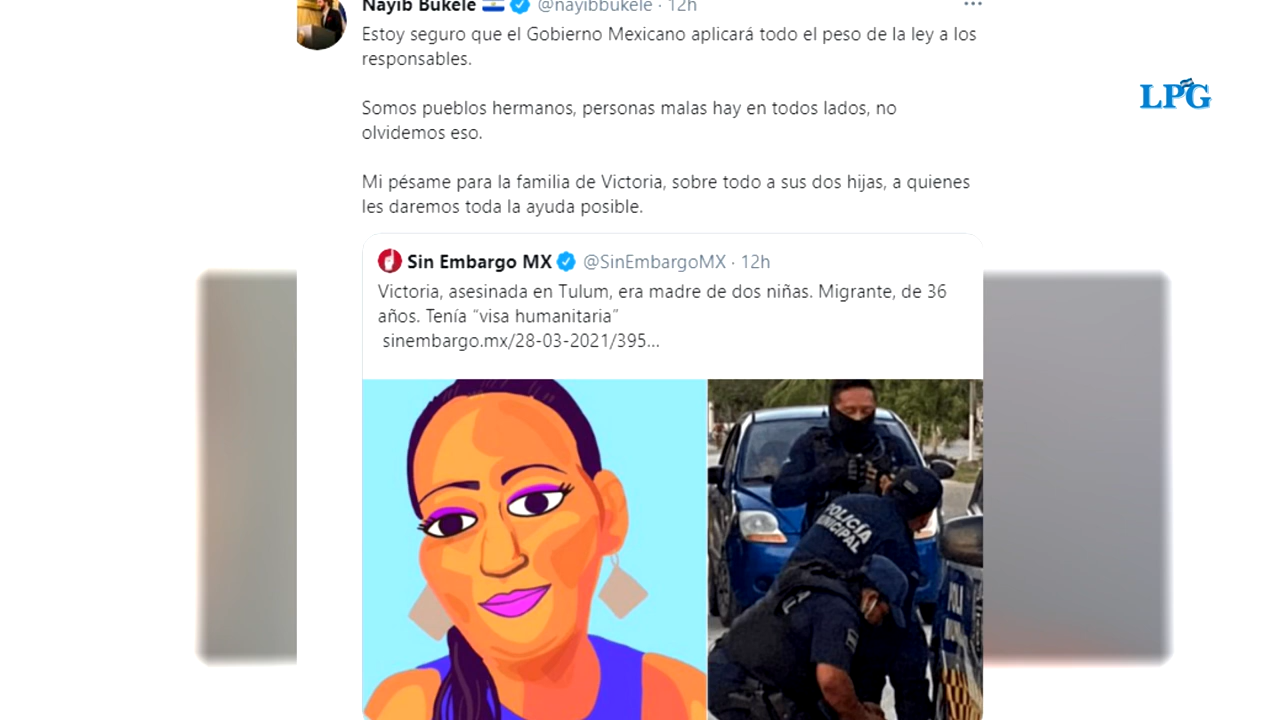 Nayib Bukele @nayibbukele · 12h
Estoy seguro que el Gobierno Mexicano aplicará todo el peso de la ley a los
responsables.
Somos pueblos hermanos, personas malas hay en todos lados, no
olvidemos eso.
Mi pésame para la familia de Victoria, sobre todo a sus dos hijas, a quienes
les daremos toda la ayuda posible.
Sin Embargo MX @SinEmbargoMX · 12h
Victoria, asesinada en Tulum, era madre de dos niñas. Migrante, de 36
años. Tenía “visa humanitaria”
sinembargo.mx/28-03-2021/395...
LPG
POLICÍA
MUNICIPAL